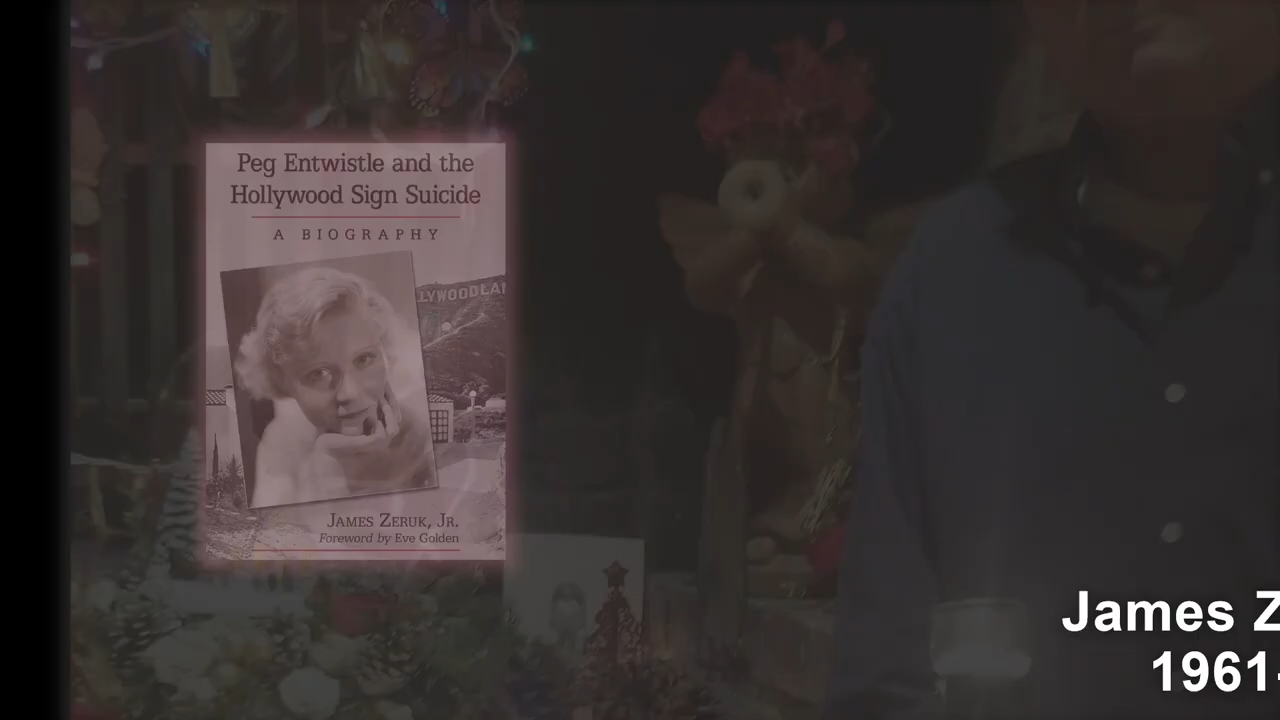 Peg Entwistle and the
Hollywood Sign Suicide
A BIOGRAPHY
LLYWOODLAN
JAMES ZERUK, JR.
Foreword by Eve Golden
James Z
1961-